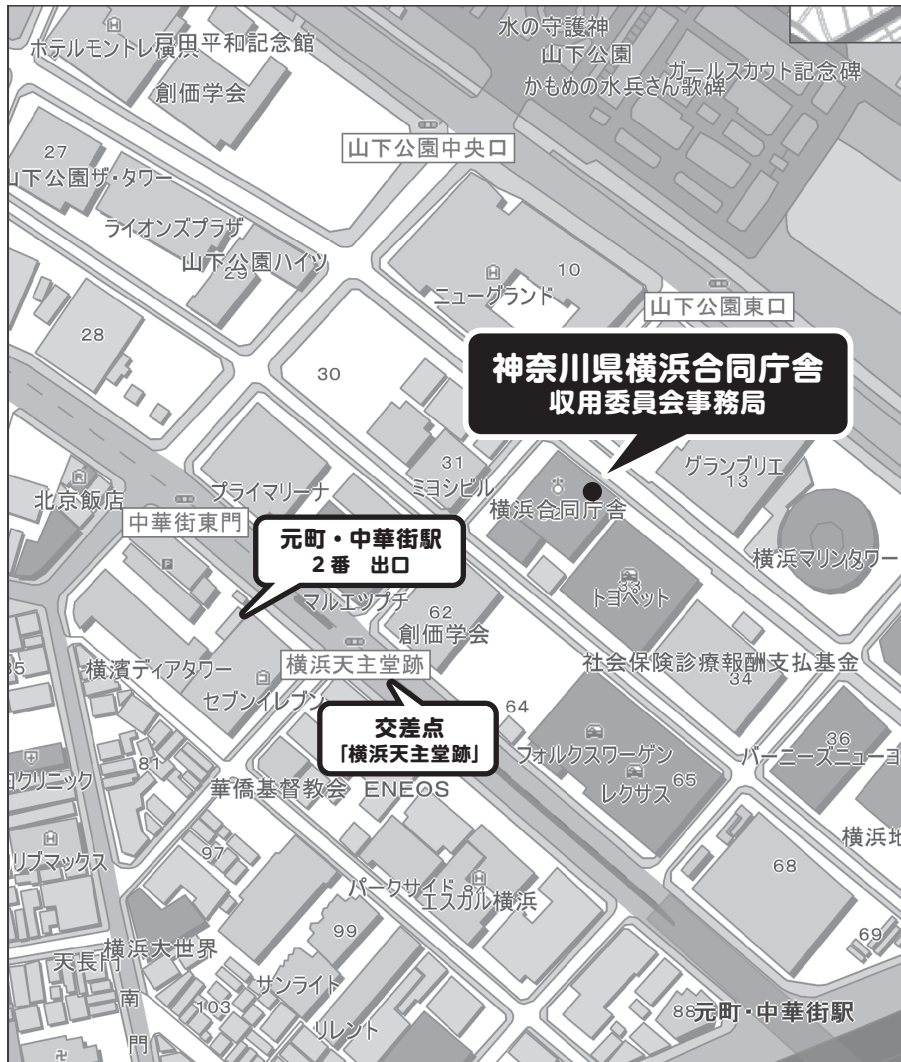 水の守護神
ホテルモントレ横浜
戸田平和記念館
山下公園
ガールスカウト記念碑
かもめの水兵さん歌碑
創価学会
山下公園中央口
27
山下公園ザ・タワー
ライオンズプラザ
山下公園ハイツ
29
10
ニューグランド
山下公園東口
28
30
神奈川県横浜合同庁舎
収用委員会事務局
31
ミヨシビル
グランブリエ
13
プライマリーナ
北京飯店
中華街東門
横浜合同庁舎
元町・中華街駅
2番 出口
横浜マリンタワー
33
トヨペット
マルエツプチ
62
創価学会
横濱ディアタワー
横浜天主堂跡
社会保険診療報酬支払基金
34
セブンイレブン
64
交差点
「横浜天主堂跡」
36
フォルクスワーゲン
バーニーズニューヨ
81
クリニック
華僑基督教会
ENEOS
レクサス
65
横浜地
リブマックス
97
68
パークサイド
エスカル横浜
99
69
横浜大世界
天長門
サンライト
南
門
103
リレント
88
元町・中華街駅